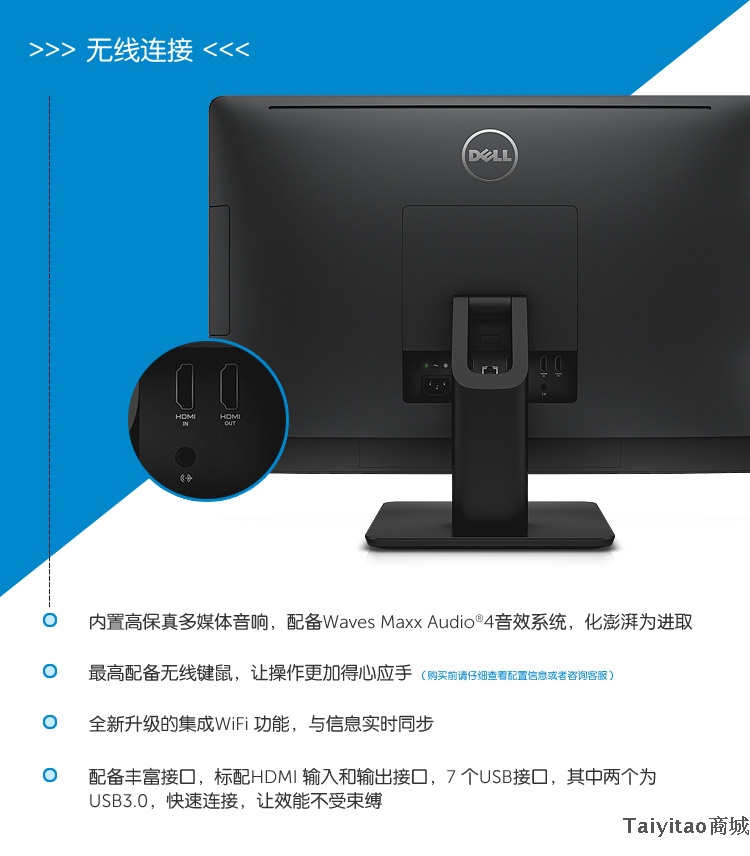 >>> 无线连接 <<<
DELL
HDMI IN
HDMI OUT
内置高保真多媒体音响，配备Waves Maxx Audio®4音效系统，化澎湃为进取
最高配备无线键鼠，让操作更加得心应手（购买前请仔细查看配置信息或者咨询客服）
全新升级的集成WiFi 功能，与信息实时同步
配备丰富接口，标配HDMI 输入和输出接口，7 个USB接口，其中两个为
USB3.0，快速连接，让效能不受束缚
Taiyitao商城